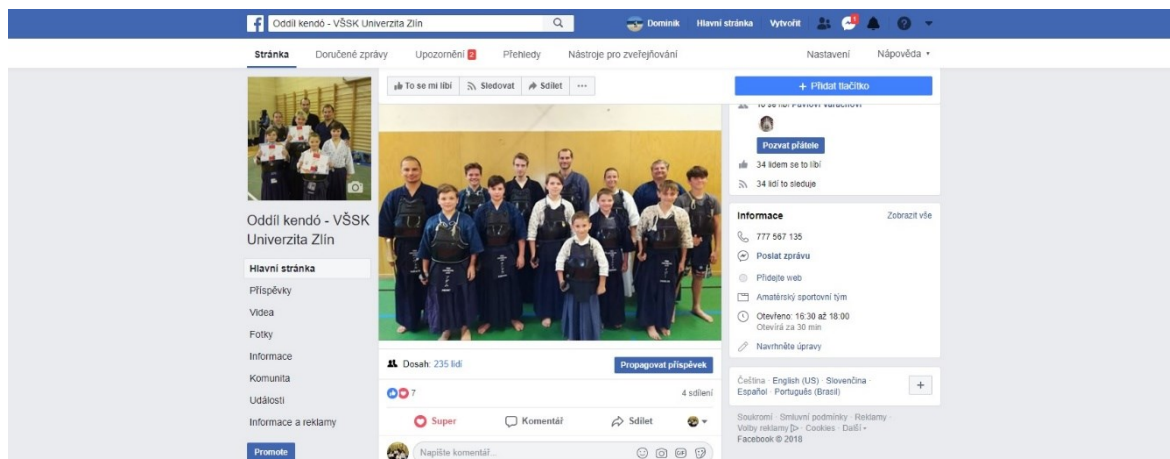 Oddíl kendó - VŠSK Univerzita Zlín
Dominik Hlavní stránka Vytvořit
Stránka Doručené zprávy Upozornění 2 Přehledy Nástroje pro zveřejňování Nastavení Nápověda
To se mi líbí Sledovat Sdílet ...
+ Přidat tlačítko
Pozvat přátele
34 lidem se to líbí
34 lidí to sleduje
Oddíl kendó - VŠSK
Univerzita Zlín
Hlavní stránka
Příspěvky
Videa
Fotky
Informace
Komunita
Události
Informace a reklamy
Promote
Dosah: 235 lidí
Propagovat příspěvek
7
4 sdílení
Super Komentář Sdílet
Napište komentář...
GIF
Informace Zobrazit vše
777 567 135
Poslat zprávu
Přidejte web
Amatérský sportovní tým
Otevřeno: 16:30 až 18:00
Otevírá za 30 min
Navrhněte úpravy
Čeština · English (US) · Slovenčina ·
Español · Português (Brasil)
+
Soukromí · Smluvní podmínky · Reklamy ·
Volby reklamy · Cookies · Další
Facebook © 2018